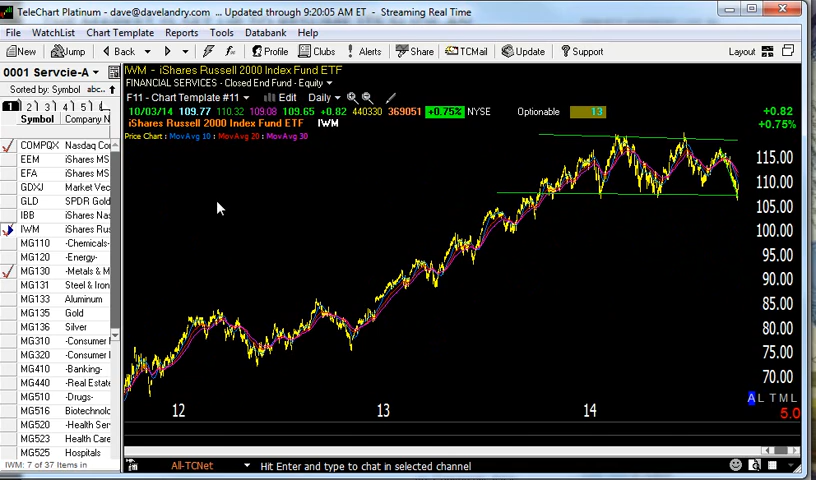 TeleChart Platinum - dave@davelandry.com ... Updated through 9:20:05 AM ET - Streaming Real Time
File WatchList Chart Template Reports Tools Databank Help
New Jump Back Profile Clubs Alerts Share TCMail Update Support Layout
0001 Servcie-A
Sorted by: Symbol abc...
1 2 3 4 5
Symbol Company N
COMPQX Nasdaq Co
EEM iShares MS
EFA iShares MS
GDXJ Market Vec
GLD SPDR Gold
IBB iShares Nas
IWM iShares Rus
MG110 -Chemicals-
MG120 -Energy-
MG130 -Metals & M
MG131 Steel & Iron
MG133 Aluminum
MG135 Gold
MG136 Silver
MG310 -Consumer
MG320 -Consumer
MG410 -Banking-
MG440 -Real Estate
MG510 -Drugs-
MG516 Biotechnolo
MG520 -Health Ser
MG523 Health Care
MG525 Hospitals
IWM: 7 of 37 Items in
IWM - iShares Russell 2000 Index Fund ETF
FINANCIAL SERVICES - Closed End Fund - Equity
F11 - Chart Template #11 Edit Daily
10/03/14 109.77 110.32 109.08 109.65 +0.82 440330 369051 +0.75% NYSE Optionable 13 +0.82
iShares Russell 2000 Index Fund ETF IWM +0.75%
Price Chart : MovAvg 10 : MovAvg 20 : MovAvg 30
115.00
110.00
105.00
100.00
95.00
90.00
85.00
80.00
75.00
70.00
A L T M L
12 13 14 5.0
All-TCNet Hit Enter and type to chat in selected channel